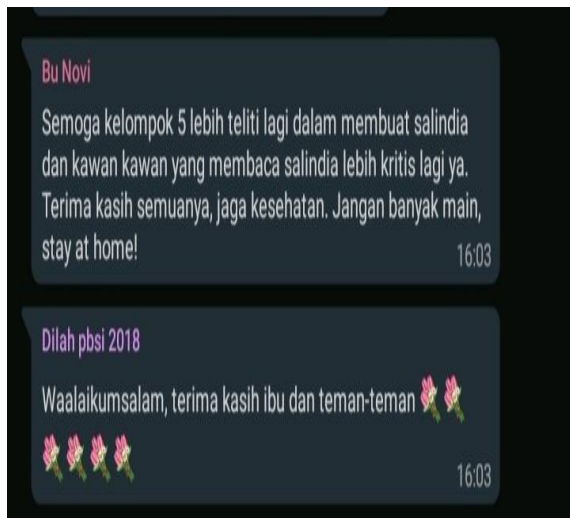 Bu Novi
Semoga kelompok 5 lebih teliti lagi dalam membuat salindia
dan kawan kawan yang membaca salindia lebih kritis lagi ya.
Terima kasih semuanya, jaga kesehatan. Jangan banyak main,
stay at home!
16:03
Dilah pbsi 2018
Waalaikumsalam, terima kasih ibu dan teman-teman 💐💐
💐💐💐💐
16:03